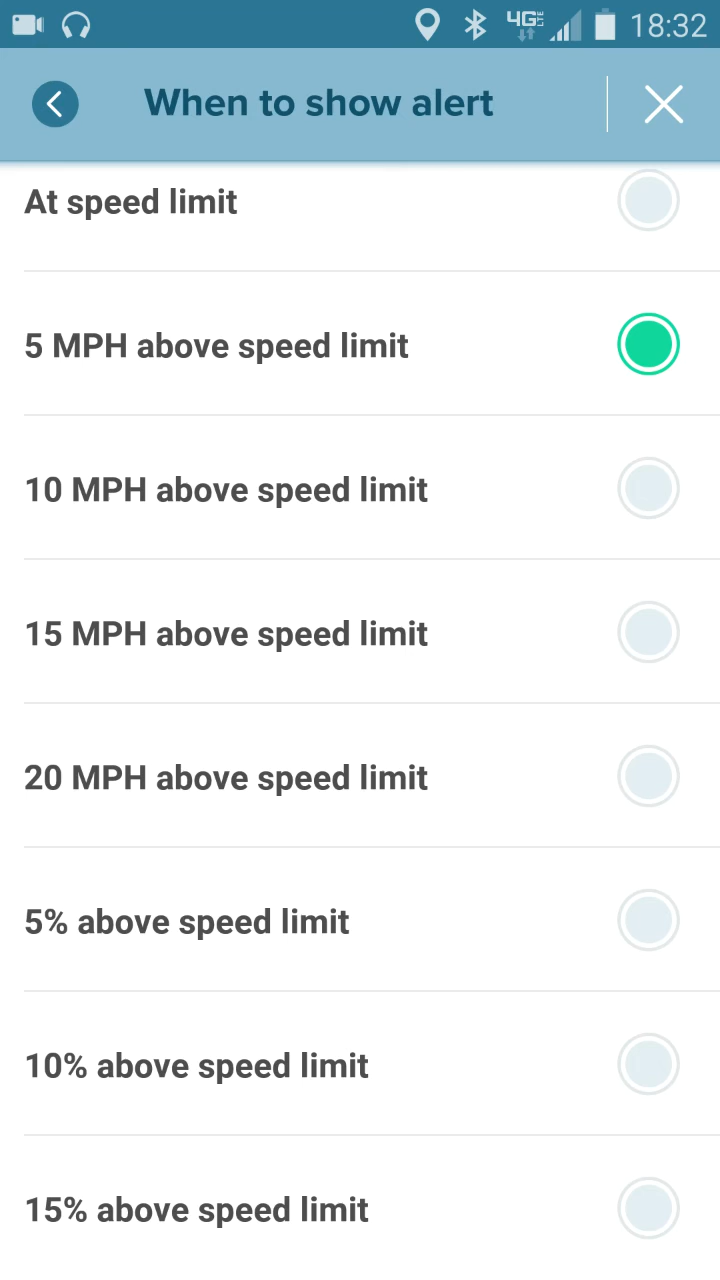 4G LTE 18:32
When to show alert
At speed limit
5 MPH above speed limit
10 MPH above speed limit
15 MPH above speed limit
20 MPH above speed limit
5% above speed limit
10% above speed limit
15% above speed limit